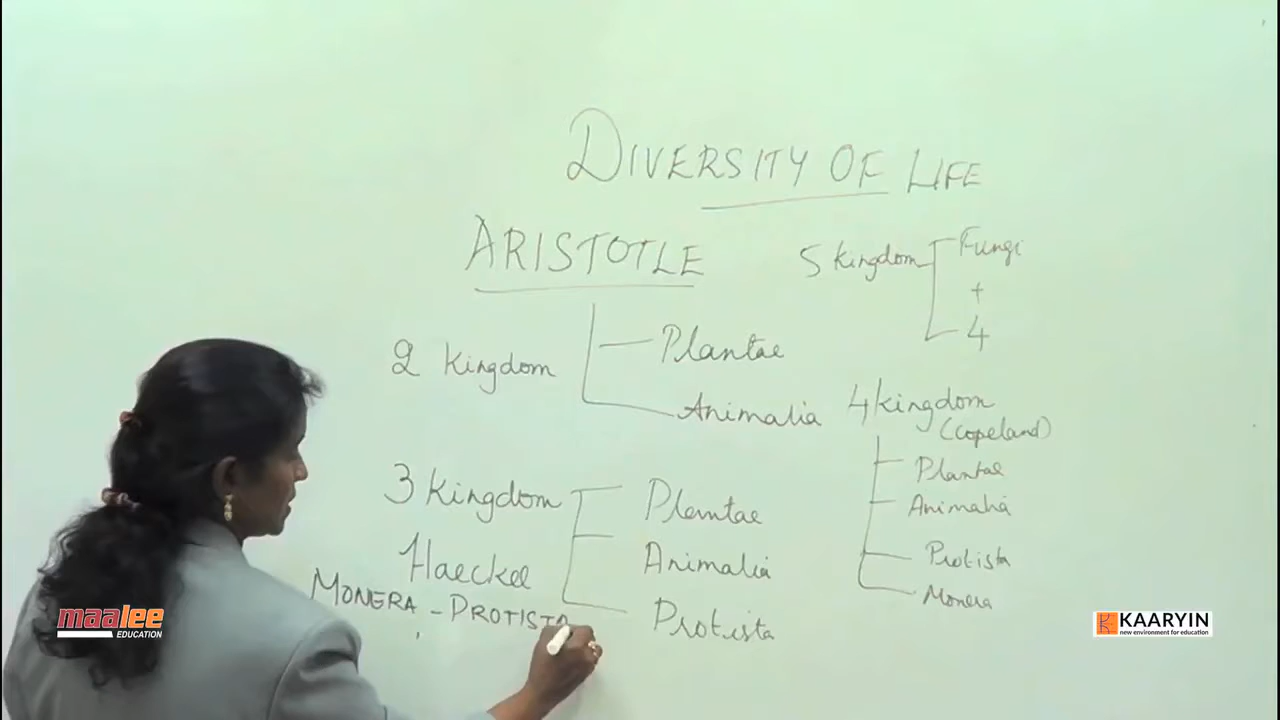 DIVERSITY OF LIFE
ARISTOTLE
2 kingdom
Plantae
Animalia
3 kingdom
Haeckel
Plantae
Animalia
Protista
MONERA - PROTISTA
5 kingdom
Fungi
+
4
4 kingdom
(Copeland)
Plantae
Animalia
Protista
Monera
maalee
EDUCATION
KAARYIN
new environment for education